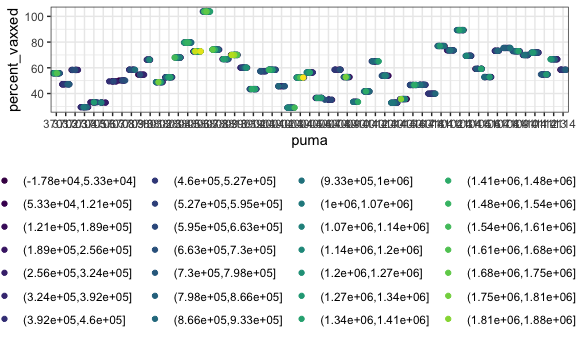 percent_vaxxed
100
80
60
40
puma
(-1.78e+04,5.33e+04]
(5.33e+04,1.21e+05]
(1.21e+05,1.89e+05]
(1.89e+05,2.56e+05]
(2.56e+05,3.24e+05]
(3.24e+05,3.92e+05]
(3.92e+05,4.6e+05]
(4.6e+05,5.27e+05]
(5.27e+05,5.95e+05]
(5.95e+05,6.63e+05]
(6.63e+05,7.3e+05]
(7.3e+05,7.98e+05]
(7.98e+05,8.66e+05]
(8.66e+05,9.33e+05]
(9.33e+05,1e+06]
(1e+06,1.07e+06]
(1.07e+06,1.14e+06]
(1.14e+06,1.2e+06]
(1.2e+06,1.27e+06]
(1.27e+06,1.34e+06]
(1.34e+06,1.41e+06]
(1.41e+06,1.48e+06]
(1.48e+06,1.54e+06]
(1.54e+06,1.61e+06]
(1.61e+06,1.68e+06]
(1.68e+06,1.75e+06]
(1.75e+06,1.81e+06]
(1.81e+06,1.88e+06]